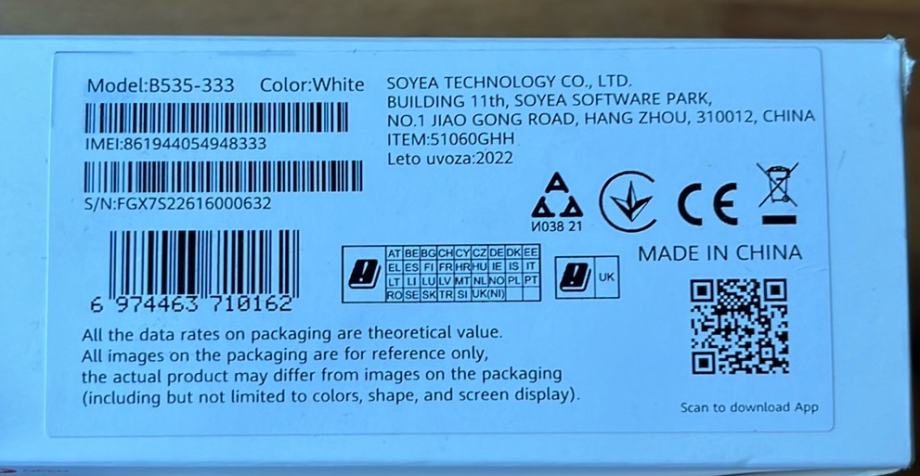 Model:B535-333 Color:White
IMEI:861944054948333
S/N:FGX7S22616000632
6 974463 710162
SOYEA TECHNOLOGY CO., LTD.
BUILDING 11th, SOYEA SOFTWARE PARK,
NO.1 JIAO GONG ROAD, HANG ZHOU, 310012, CHINA
ITEM:51060GHH
Leto uvoza:2022
A
И038 21
CE
MADE IN CHINA
AT BE BG CH CY CZ DE DK EE
EL ES FI FR HR HU IE IS IT
LT LI LU LV MT NL NO PL PT
RO SE SK TR SI UK(NI)
UK
All the data rates on packaging are theoretical value.
All images on the packaging are for reference only,
the actual product may differ from images on the packaging
(including but not limited to colors, shape, and screen display).
Scan to download App